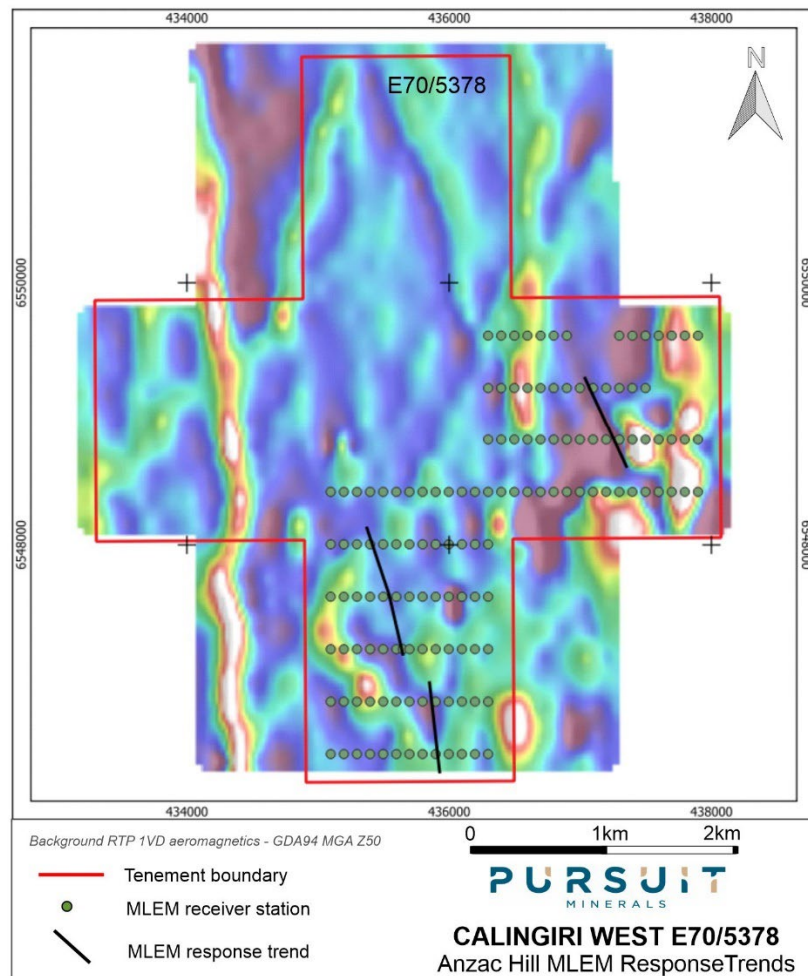 434000 436000 438000
N
E70/5378
6550000 6550000
6548000 6548000
434000 436000 438000
Background RTP 1VD aeromagnetics - GDA94 MGA Z50
0 1km 2km
Tenement boundary
PURSUIT
MINERALS
MLEM receiver station
CALINGIRI WEST E70/5378
MLEM response trend
Anzac Hill MLEM ResponseTrends